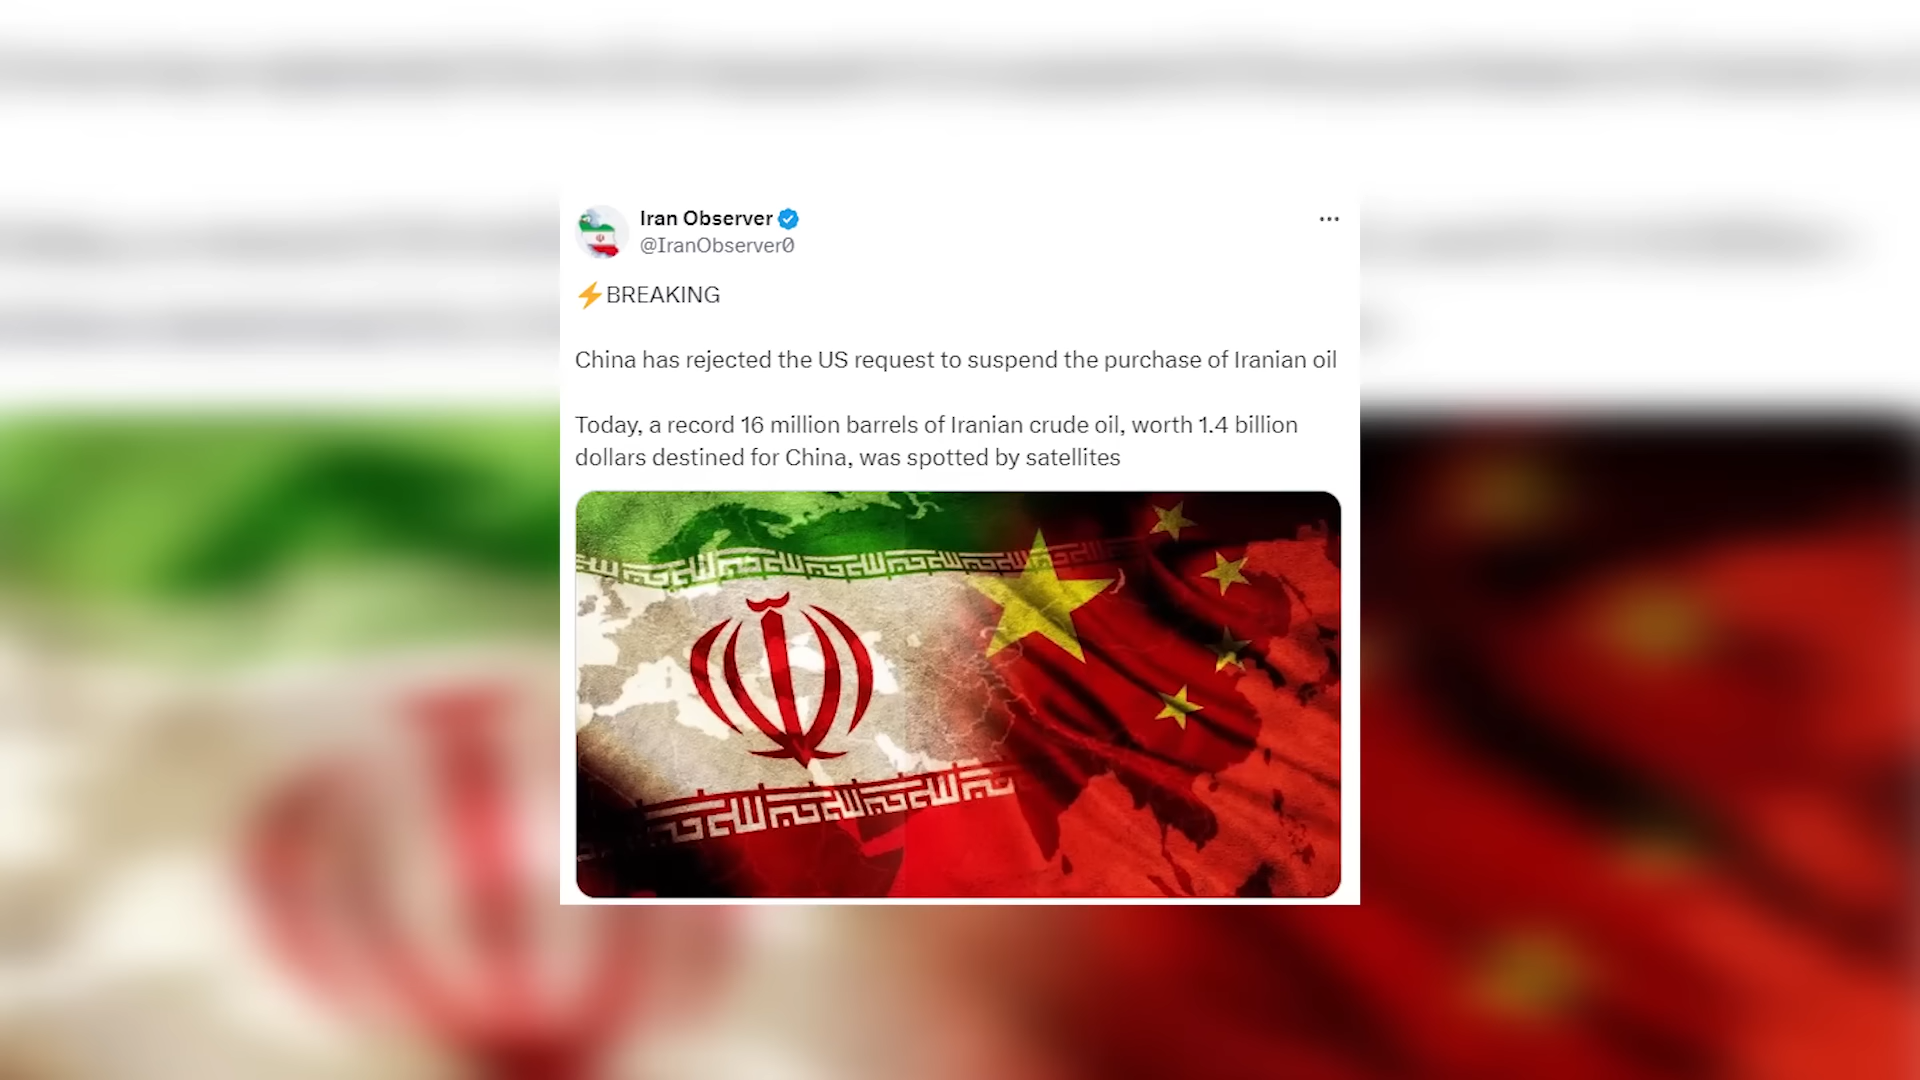 Iran Observer
@IranObserver0
⚡BREAKING
China has rejected the US request to suspend the purchase of Iranian oil
Today, a record 16 million barrels of Iranian crude oil, worth 1.4 billion
dollars destined for China, was spotted by satellites